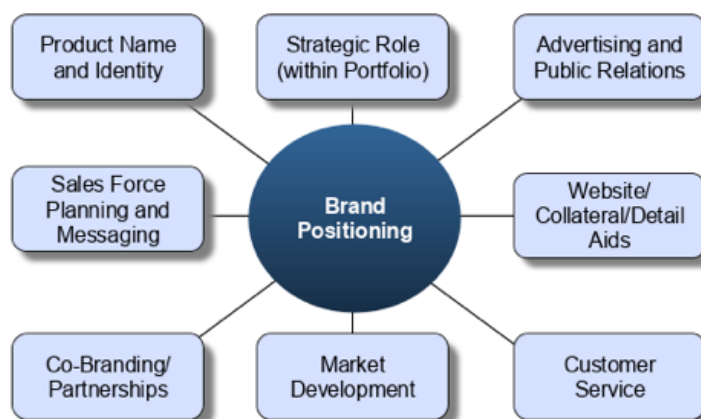 Product Name
and Identity
Strategic Role
(within Portfolio)
Advertising and
Public Relations
Sales Force
Planning and
Messaging
Brand
Positioning
Website/
Collateral/Detail
Aids
Co-Branding/
Partnerships
Market
Development
Customer
Service